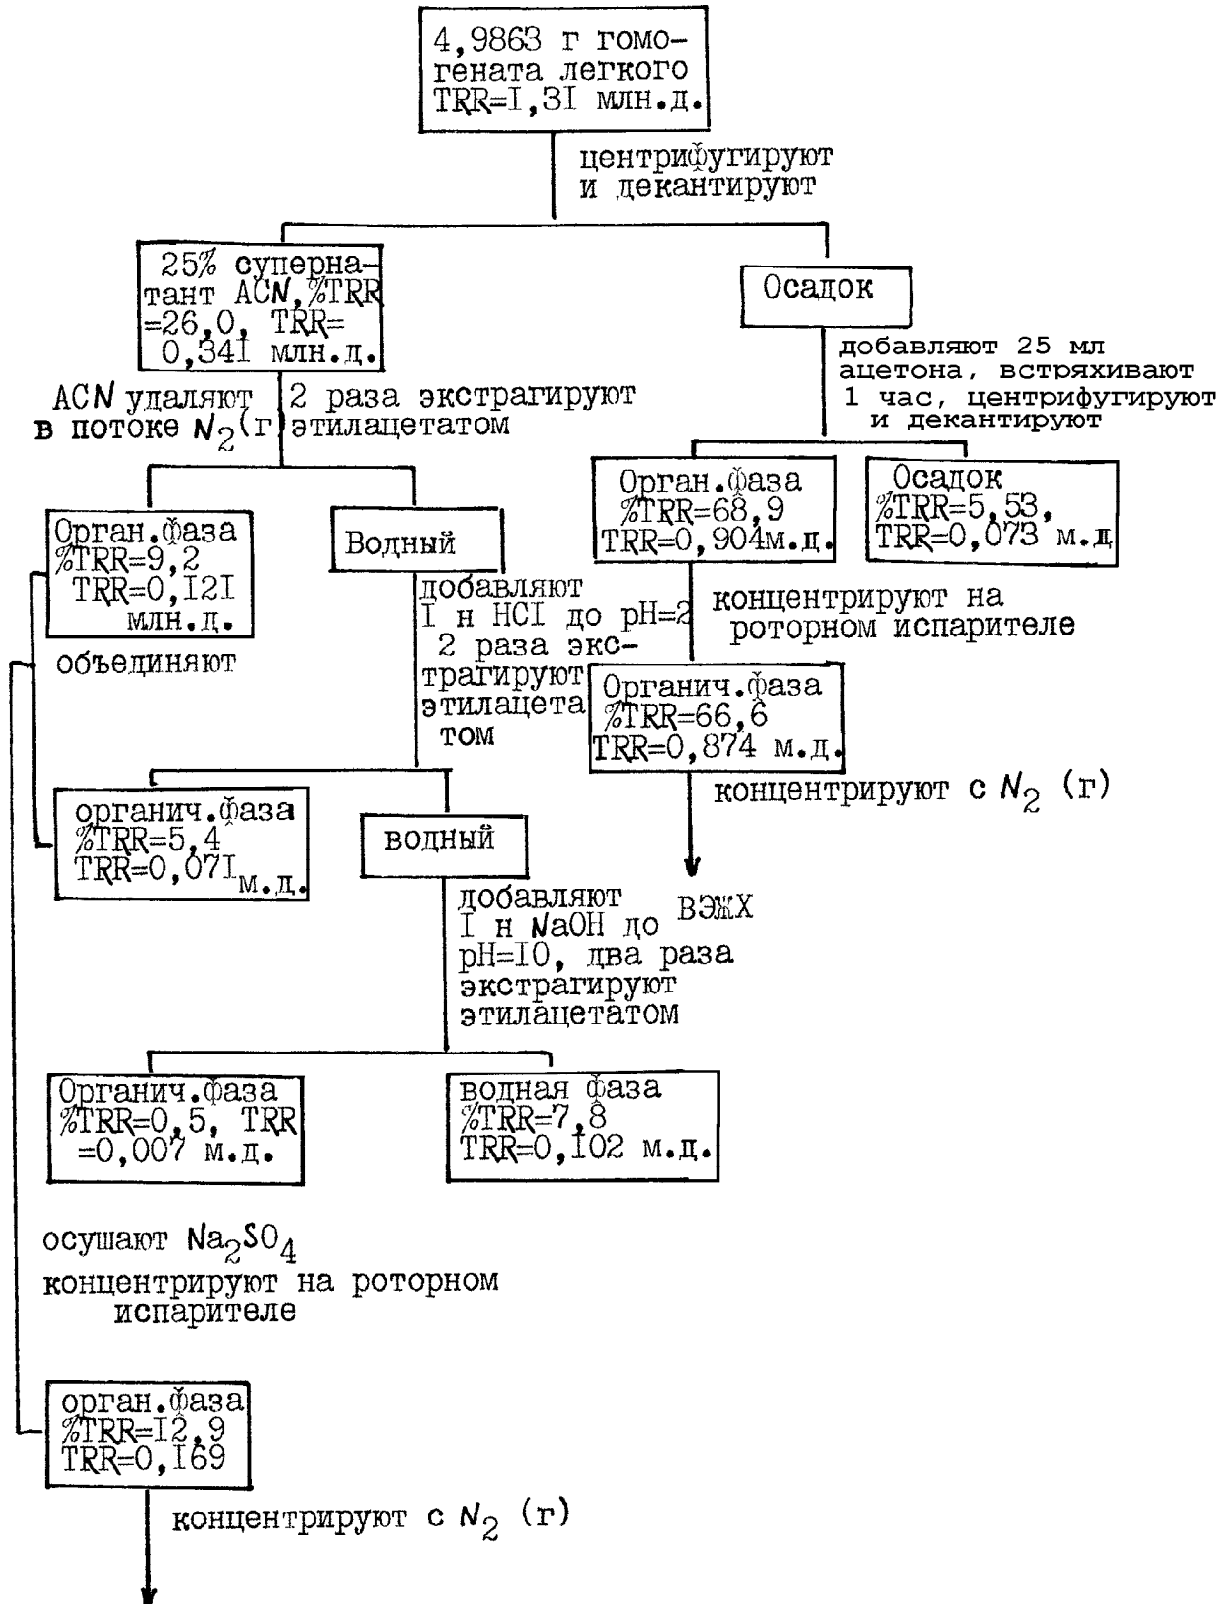 4,9863 г гомо-
гената легкого
TRR=I,3I млн.д.
центрифугируют
и декантируют
25% суперна-
тант ACN,%TRR
=26,0, TRR=
0,34I млн.д.
Осадок
ACN удаляют
в потоке N₂(г)
2 раза экстрагируют
этилацетатом
добавляют 25 мл
ацетона, встряхивают
1 час, центрифугируют
и декантируют
Орган.фаза
%TRR=9,2
TRR=0,I2I
млн.д.
Водный
Орган.фаза
%TRR=68,9
TRR=0,904м.д.
Осадок
%TRR=5,53,
TRR=0,073 м.д
объединяют
добавляют
I н HCI до pH=2
2 раза экс-
трагируют
этилацета
том
концентрируют на
роторном испарителе
Органич.фаза
%TRR=66,6
TRR=0,874 м.д.
концентрируют с N₂ (г)
ВЭЖХ
органич.фаза
%TRR=5,4
TRR=0,07I м.д.
водный
добавляют
I н NaOH до
pH=IO, два раза
экстрагируют
этилацетатом
Органич.фаза
%TRR=0,5, TRR
=0,007 м.д.
водная фаза
%TRR=7,8
TRR=0,I02 м.д.
осушают Na₂SO₄
концентрируют на роторном
испарителе
орган.фаза
%TRR=I2,9
TRR=0,I69
концентрируют с N₂ (г)